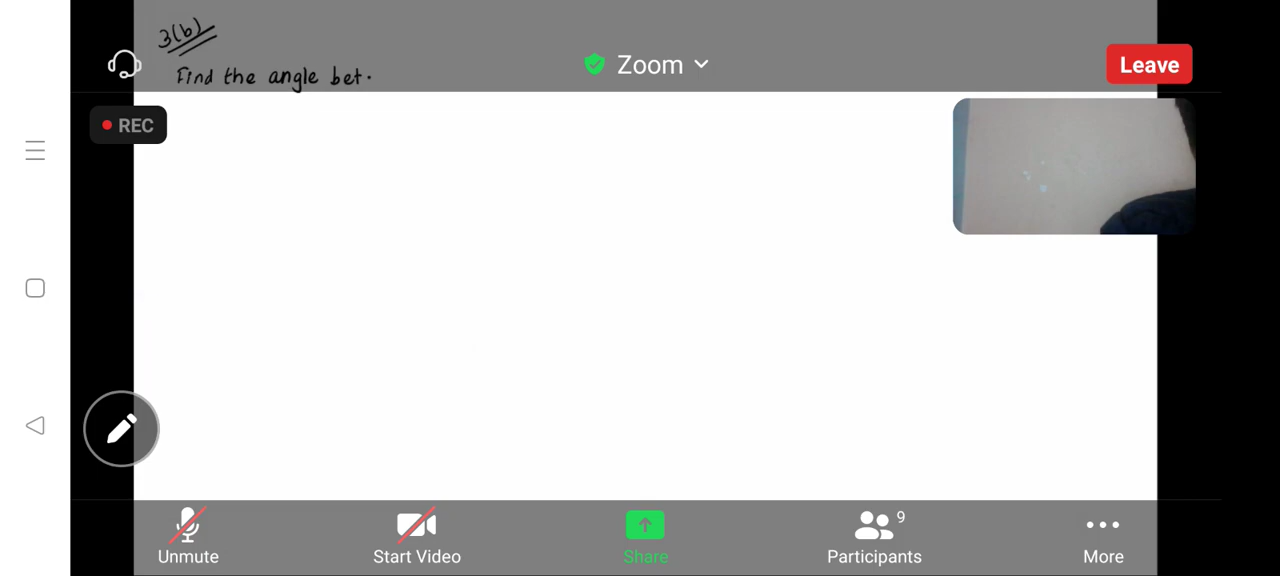 3(b)
Find the angle bet.
Zoom
Leave
REC
Unmute
Start Video
Share
Participants
9
More